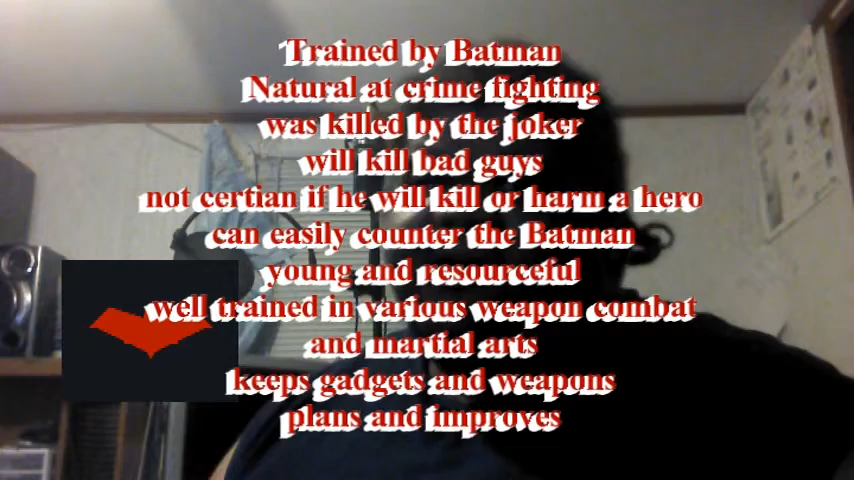 Trained by Batman
Natural at crime fighting
was killed by the joker
will kill bad guys
not certian if he will kill or harm a hero
can easily counter the Batman
young and resourceful
well trained in various weapon combat
and martial arts
keeps gadgets and weapons
plans and improves